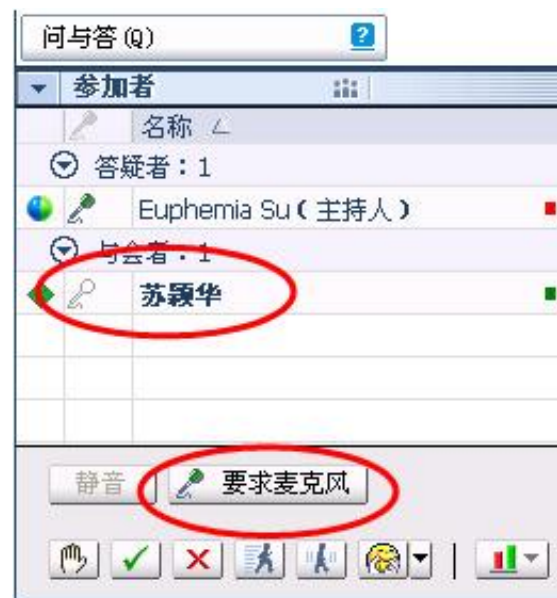 问与答(Q)
参加者
名称
答疑者：1
Euphemia Su（主持人）
与会者：1
苏颖华
静音 要求麦克风